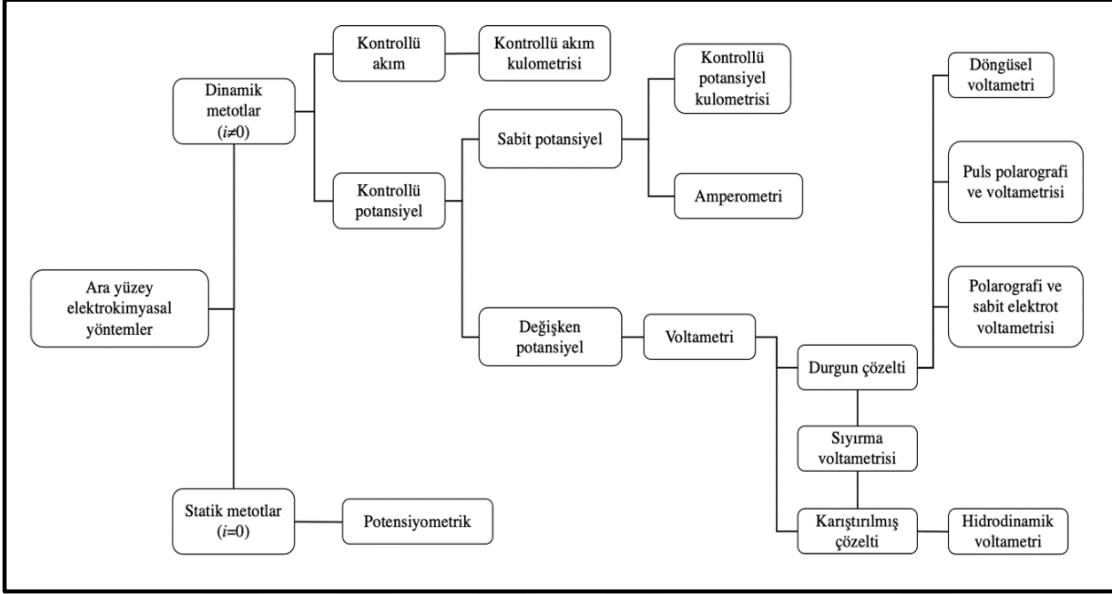 Ara yüzey
elektrokimyasal
yöntemler
Dinamik
metotlar
(i≠0)
Kontrollü
akım
Kontrollü akım
kulometrisi
Kontrollü
potansiyel
Sabit potansiyel
Kontrollü
potansiyel
kulometrisi
Amperometri
Değişken
potansiyel
Voltametri
Durgun çözelti
Döngüsel
voltametri
Puls polarografi
ve voltametrisi
Polarografi ve
sabit elektrot
voltametrisi
Sıyırma
voltametrisi
Karıştırılmış
çözelti
Hidrodinamik
voltametri
Statik metotlar
(i=0)
Potensiyometrik